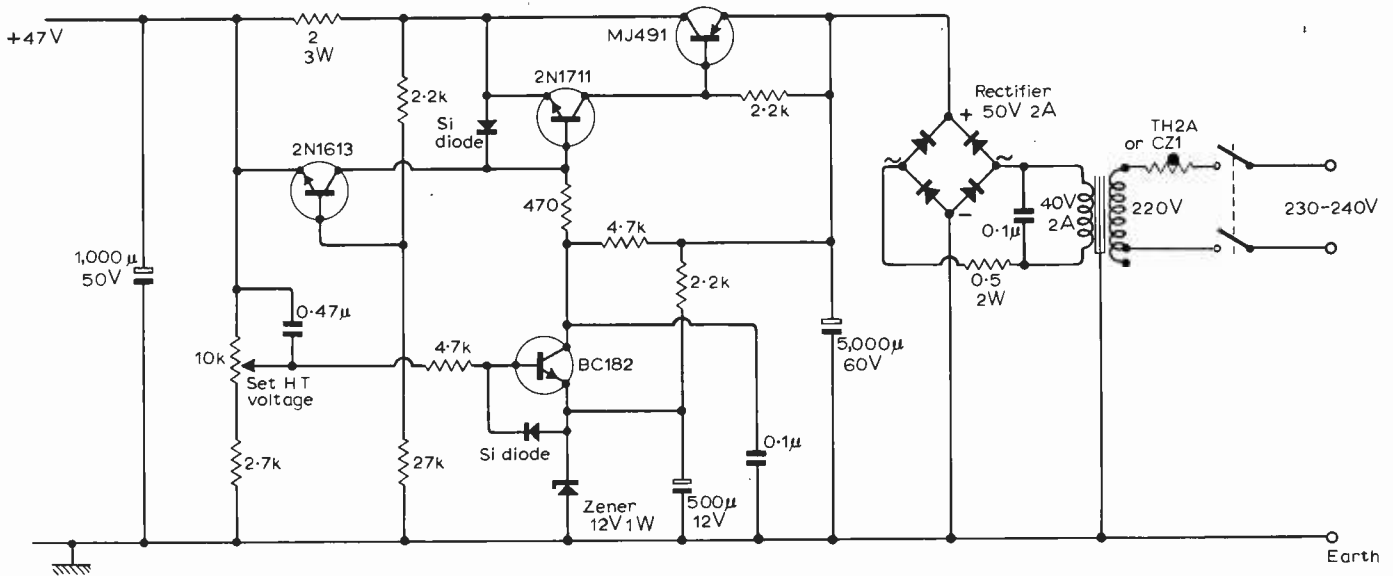 +47V
2
3W
MJ491
2N1711
2·2k
2·2k
Si
diode
2N1613
Rectifier
50V 2A
+
~
~
−
TH2A
or CZ1
40V
2A
220V
230-240V
0·1μ
0·5
2W
470
4·7k
2·2k
1,000μ
50V
0·47μ
10k
Set HT
voltage
4·7k
BC182
5,000μ
60V
Si diode
0·1μ
2·7k
27k
Zener
12V 1W
500μ
12V
Earth